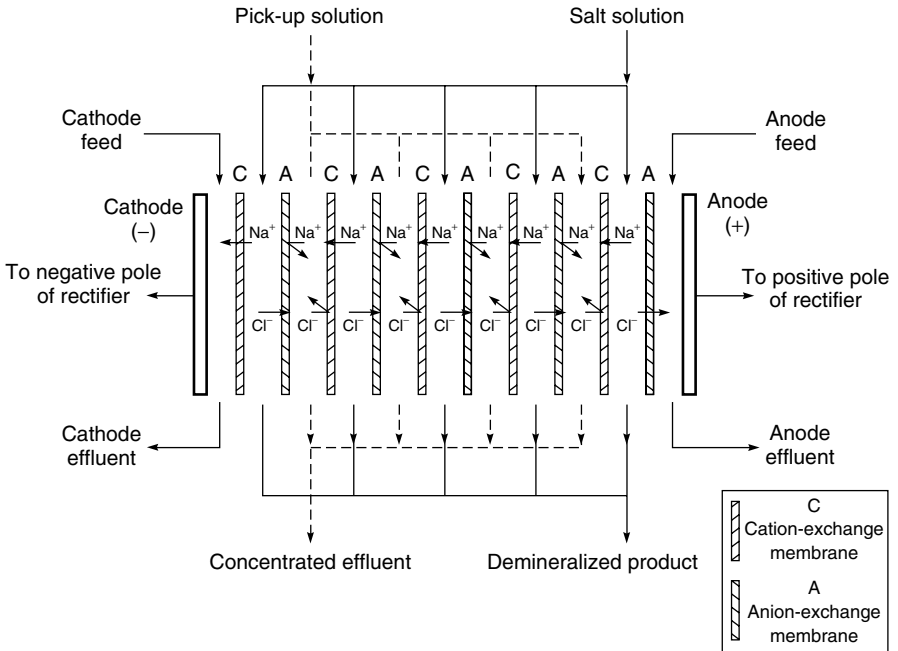 Pick-up solution
Salt solution
Cathode
feed
Anode
feed
C A C A C A C A C A
Cathode
(–)
Anode
(+)
Na⁺ Na⁺ Na⁺ Na⁺ Na⁺ Na⁺ Na⁺ Na⁺ Na⁺
To negative pole
of rectifier
To positive pole
of rectifier
Cl⁻ Cl⁻ Cl⁻ Cl⁻ Cl⁻ Cl⁻ Cl⁻ Cl⁻ Cl⁻
Cathode
effluent
Anode
effluent
Concentrated effluent
Demineralized product
C
Cation-exchange
membrane
A
Anion-exchange
membrane